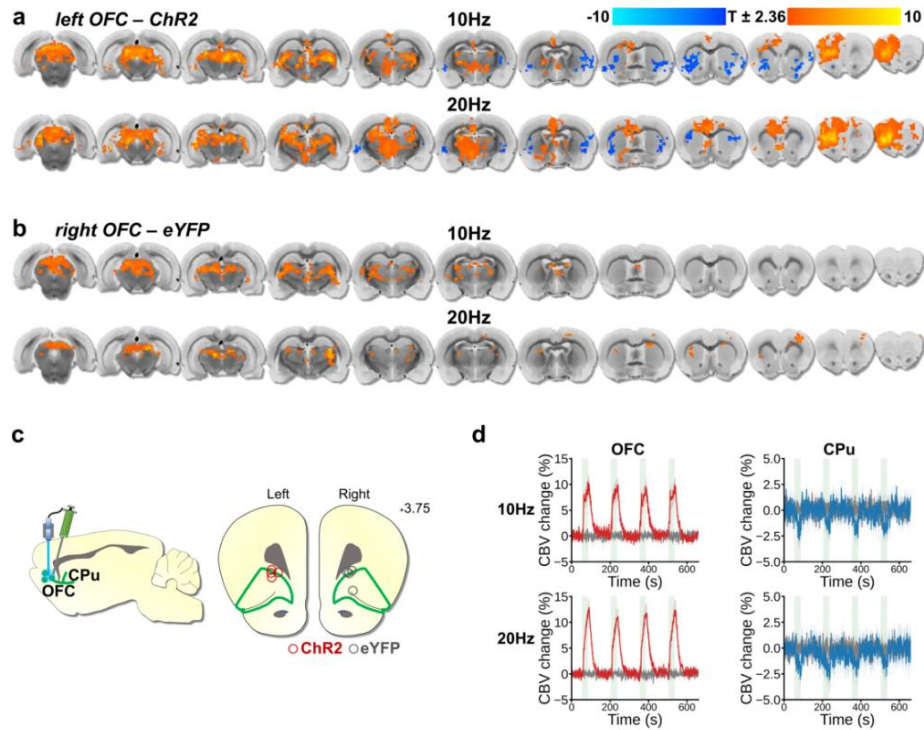 a left OFC – ChR2
10Hz
-10 T ± 2.36 10
20Hz
b right OFC – eYFP
10Hz
20Hz
c
CPu
OFC
Left Right
+3.75
ChR2 eYFP
d
OFC CPu
10Hz
CBV change (%)
15
10
5
0
−5
0 200 400 600
Time (s)
CBV change (%)
5.0
2.5
0.0
−2.5
−5.0
0 200 400 600
Time (s)
20Hz
CBV change (%)
15
10
5
0
−5
0 200 400 600
Time (s)
CBV change (%)
5.0
2.5
0.0
−2.5
5.0
0 200 400 600
Time (s)